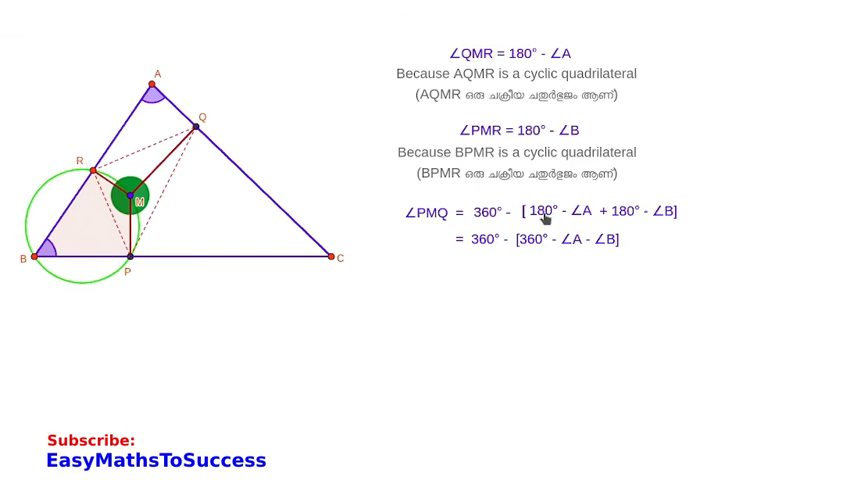 ∠QMR = 180° - ∠A
Because AQMR is a cyclic quadrilateral
(AQMR ഒരു ചക്രീയ ചതുർഭുജം ആണ്)
∠PMR = 180° - ∠B
Because BPMR is a cyclic quadrilateral
(BPMR ഒരു ചക്രീയ ചതുർഭുജം ആണ്)
∠PMQ = 360° - [ 180° - ∠A + 180° - ∠B]
= 360° - [360° - ∠A - ∠B]
A
Q
R
M
B
P
C
Subscribe:
EasyMathsToSuccess